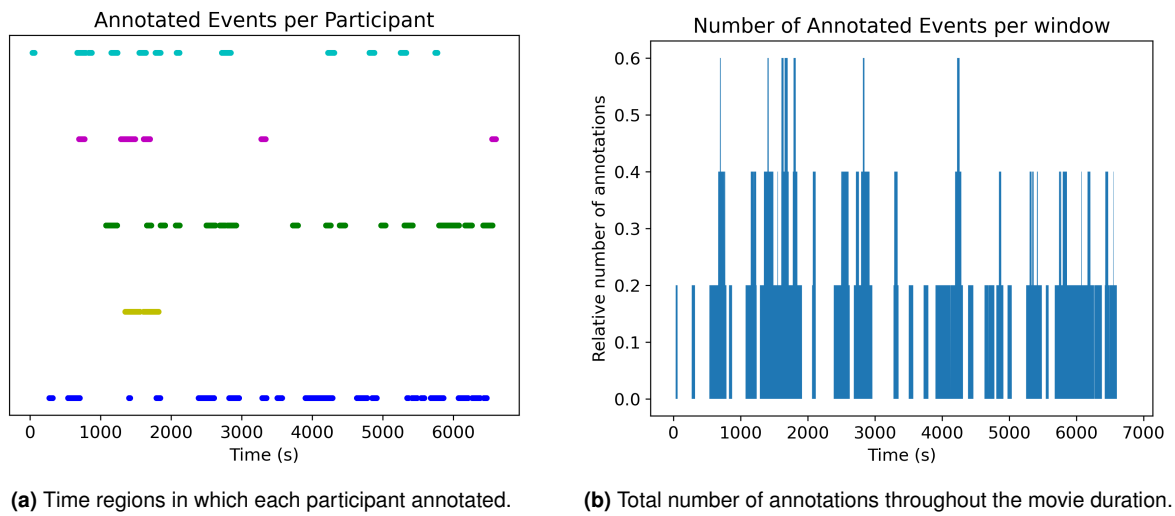 Annotated Events per Participant
0 1000 2000 3000 4000 5000 6000
Time (s)
(a) Time regions in which each participant annotated.
Number of Annotated Events per window
Relative number of annotations
0.6
0.5
0.4
0.3
0.2
0.1
0.0
0 1000 2000 3000 4000 5000 6000 7000
Time (s)
(b) Total number of annotations throughout the movie duration.